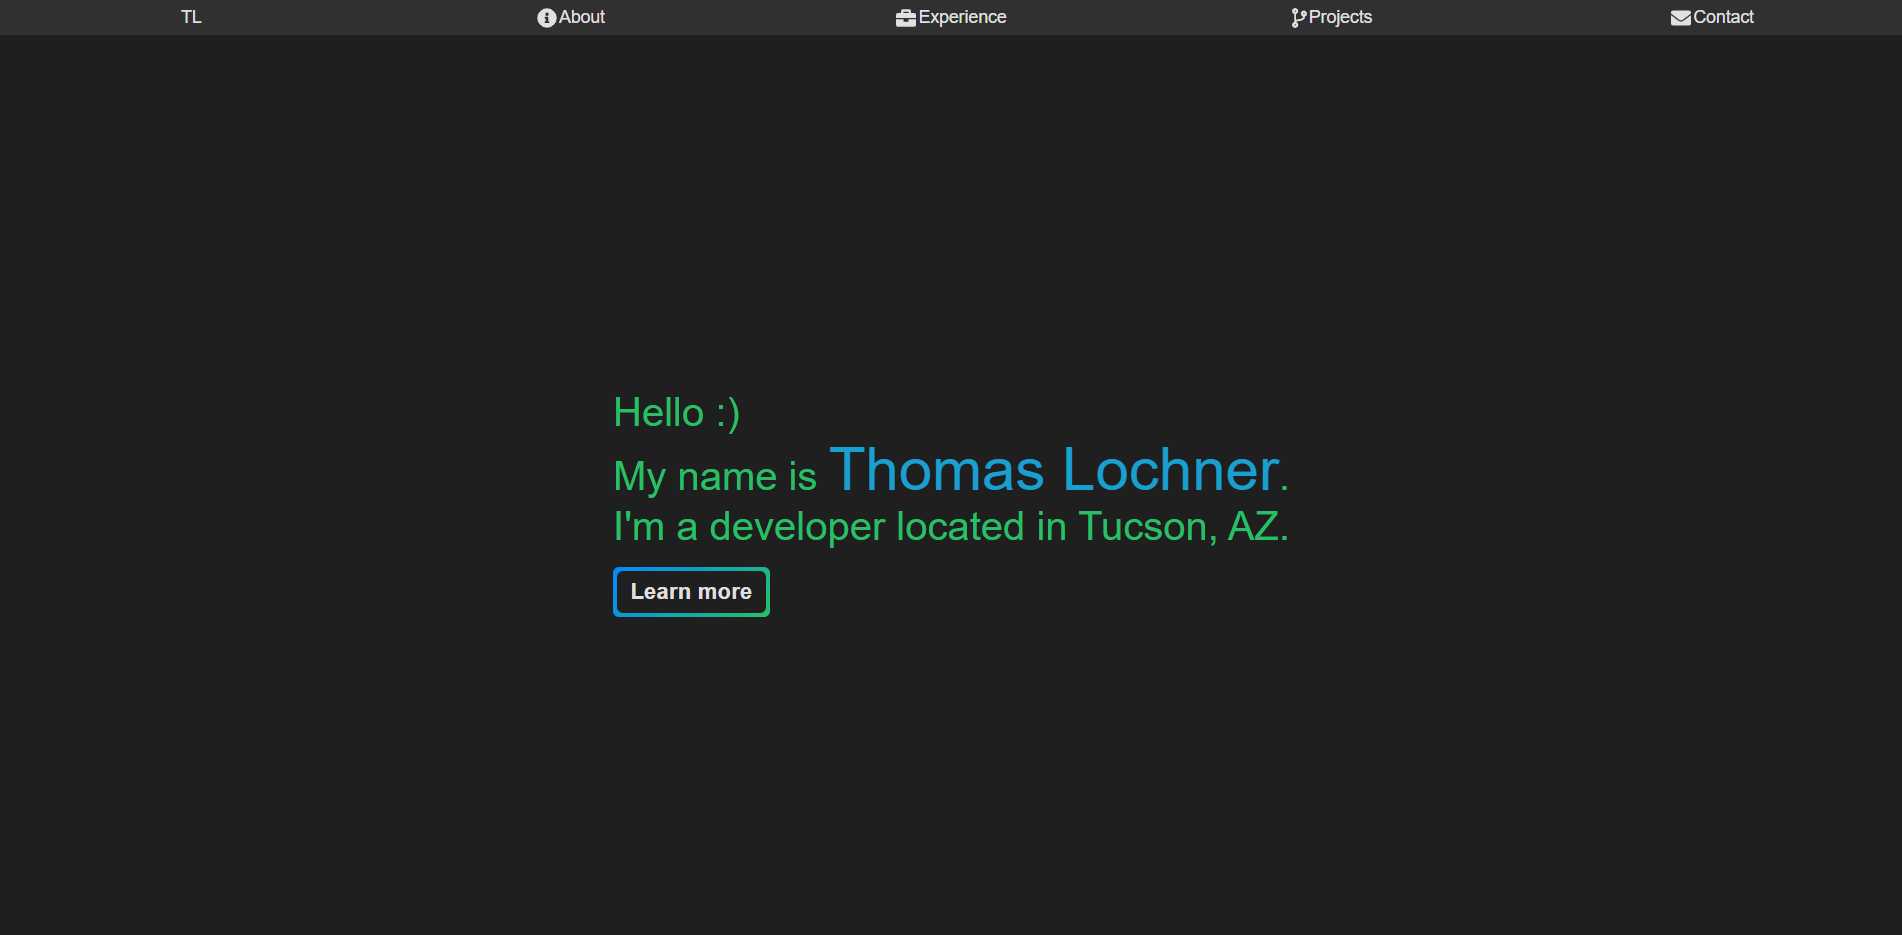 TL About Experience Projects Contact
Hello :)
My name is Thomas Lochner.
I'm a developer located in Tucson, AZ.
Learn more